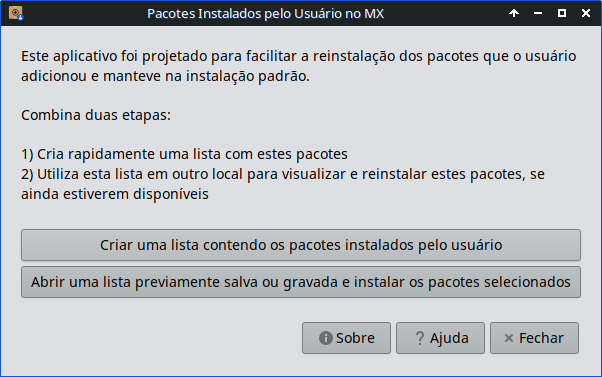 Pacotes Instalados pelo Usuário no MX
Este aplicativo foi projetado para facilitar a reinstalação dos pacotes que o usuário
adicionou e manteve na instalação padrão.
Combina duas etapas:
1) Cria rapidamente uma lista com estes pacotes
2) Utiliza esta lista em outro local para visualizar e reinstalar estes pacotes, se
ainda estiverem disponíveis
Criar uma lista contendo os pacotes instalados pelo usuário
Abrir uma lista previamente salva ou gravada e instalar os pacotes selecionados
Sobre
Ajuda
Fechar